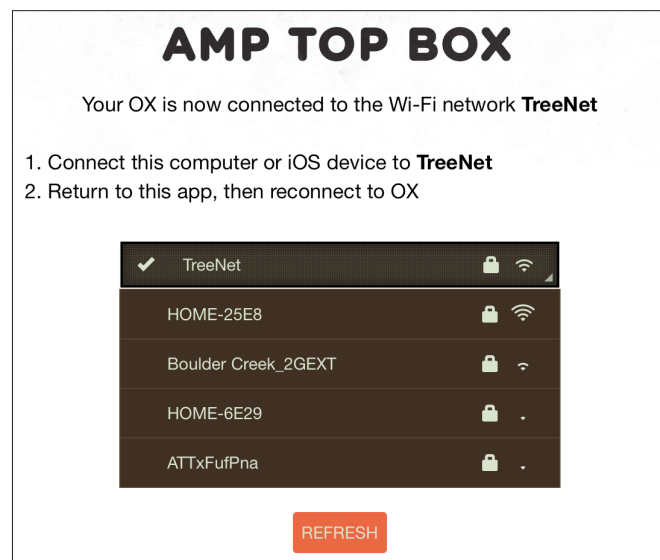 AMP TOP BOX
Your OX is now connected to the Wi-Fi network TreeNet
1. Connect this computer or iOS device to TreeNet
2. Return to this app, then reconnect to OX
TreeNet
HOME-25E8
Boulder Creek_2GEXT
HOME-6E29
ATTxFufPna
REFRESH